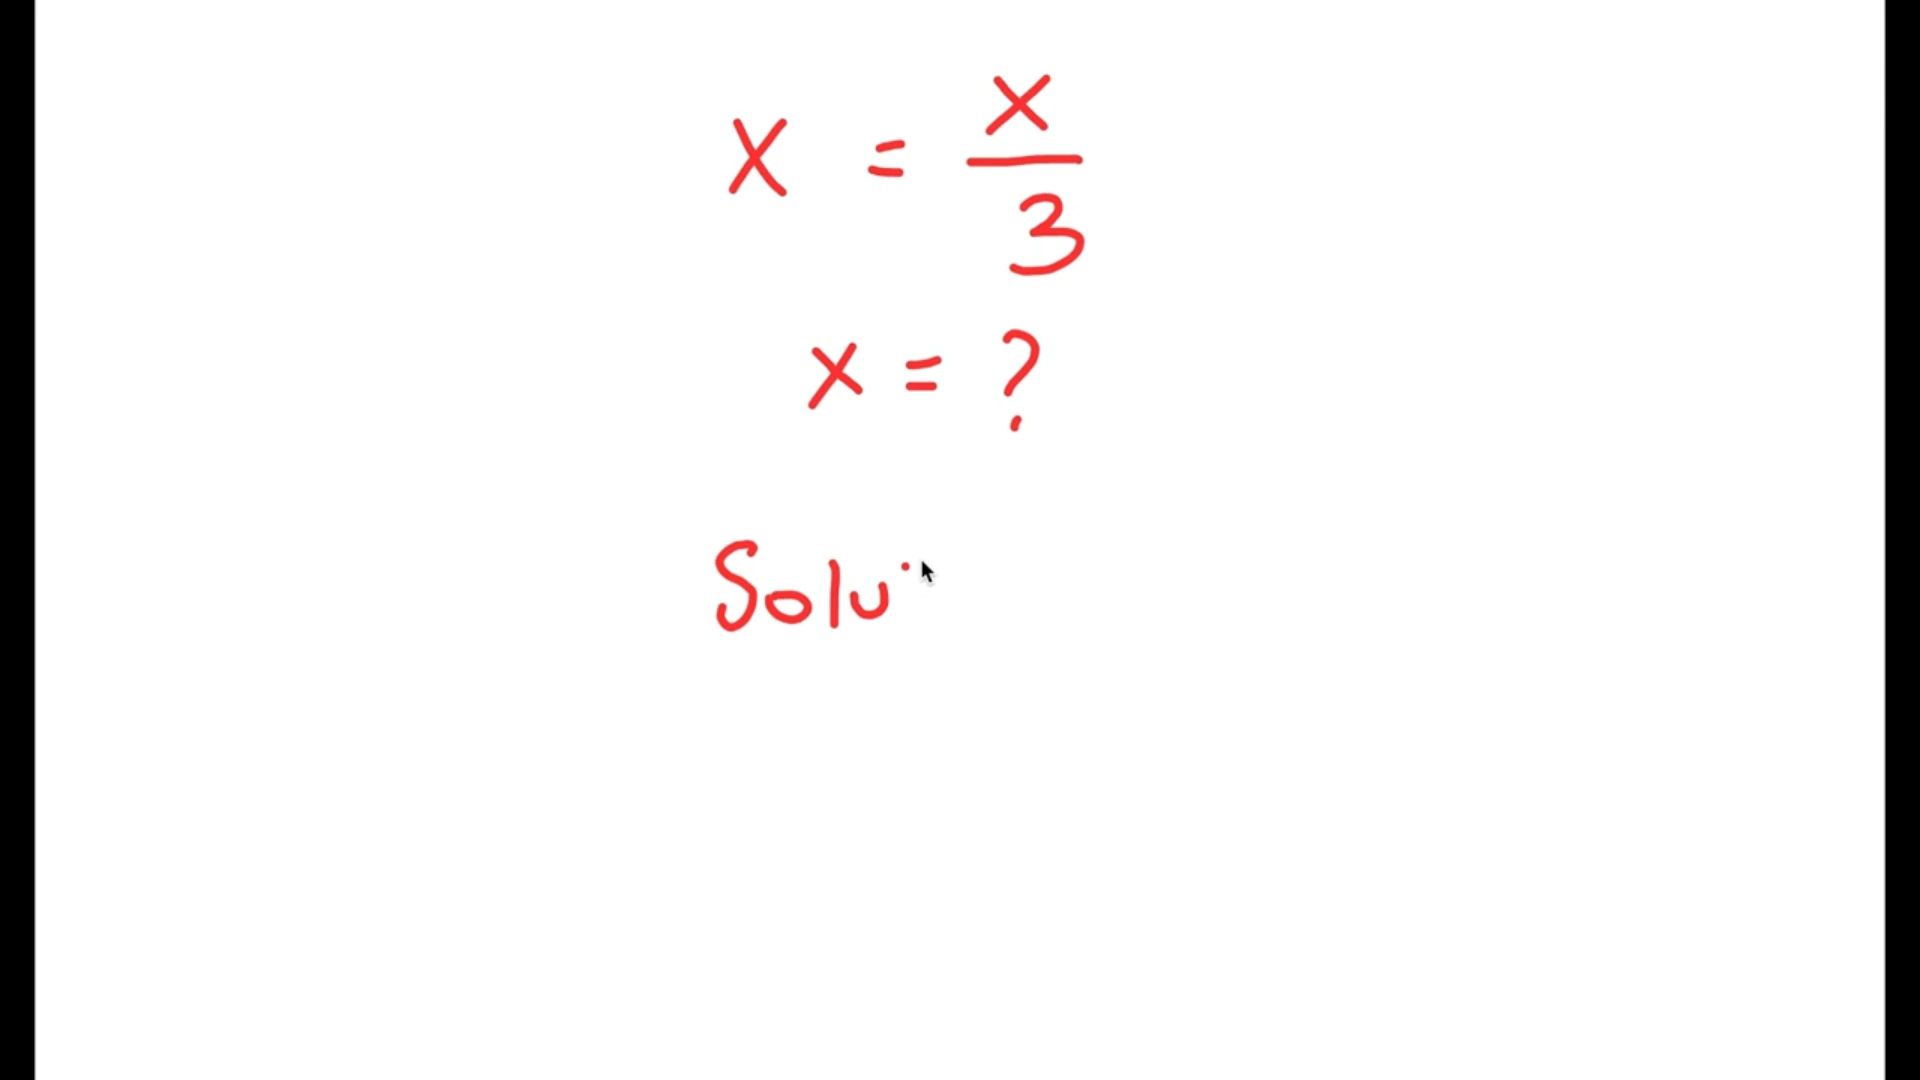 X = x/3
x = ?
Solu